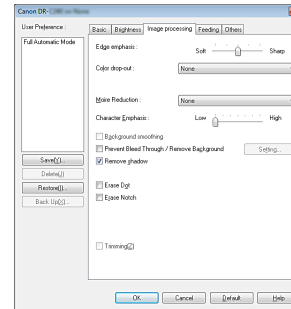 Canon DR-
User Preference :
Full Automatic Mode
Save(Y)...
Delete(J)
Restore(I)...
Back Up(X)...
Basic Brightness Image processing Feeding Others
Edge emphasis : Soft Sharp
Color drop-out : None
Moire Reduction : None
Character Emphasis : Low High
Background smoothing
Prevent Bleed Through / Remove Background Setting...
Remove shadow
Erase Dot
Erase Notch
Trimming(Z)
OK Cancel Default Help